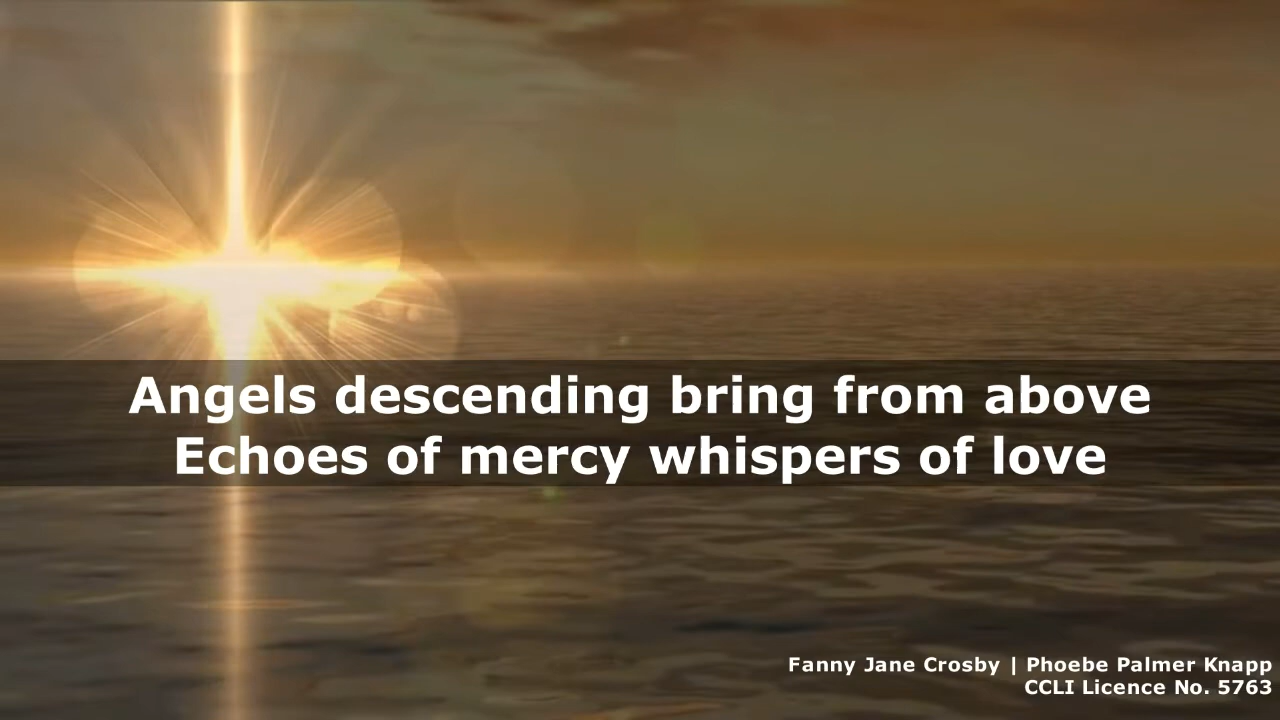 Angels descending bring from above
Echoes of mercy whispers of love
Fanny Jane Crosby | Phoebe Palmer Knapp
CCLI Licence No. 5763